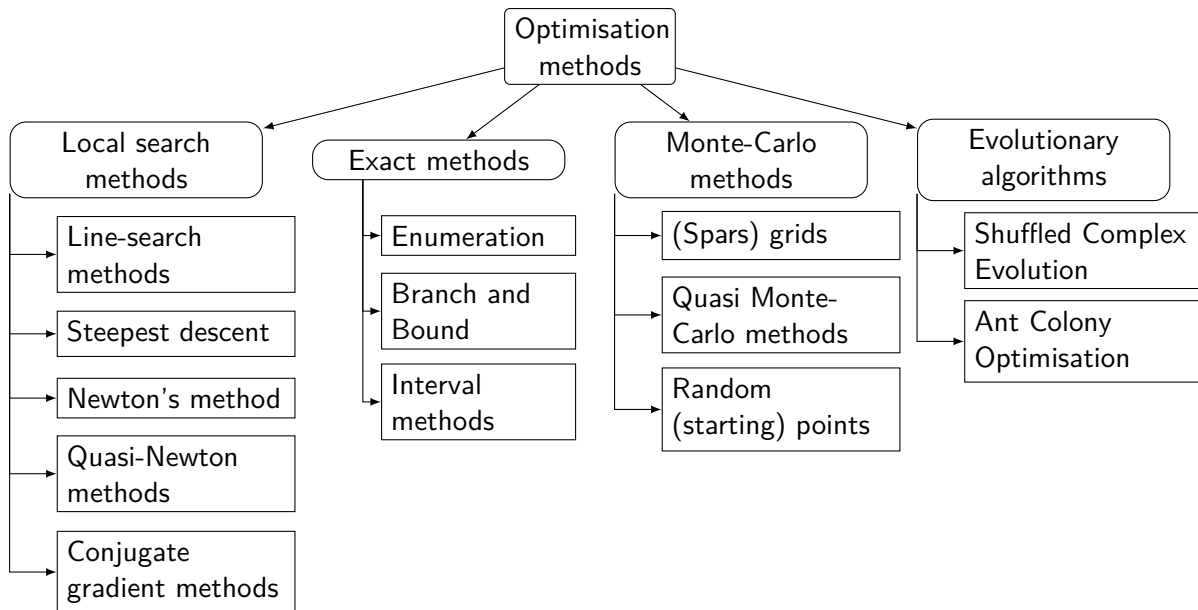 Optimisation
methods
Local search
methods
Line-search
methods
Steepest descent
Newton's method
Quasi-Newton
methods
Conjugate
gradient methods
Exact methods
Enumeration
Branch and
Bound
Interval
methods
Monte-Carlo
methods
(Spars) grids
Quasi Monte-
Carlo methods
Random
(starting) points
Evolutionary
algorithms
Shuffled Complex
Evolution
Ant Colony
Optimisation